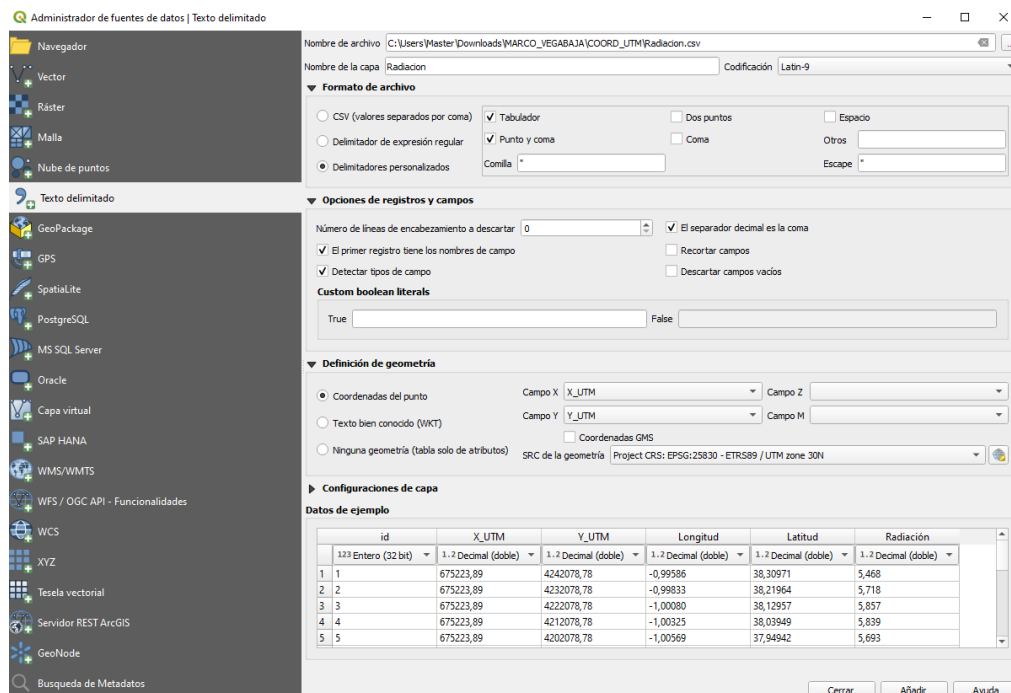 Administrador de fuentes de datos | Texto delimitado
Navegador
Vector
Ráster
Malla
Nube de puntos
Texto delimitado
GeoPackage
GPS
SpatiaLite
PostgreSQL
MS SQL Server
Oracle
Capa virtual
SAP HANA
WMS/WMTS
WFS / OGC API - Funcionalidades
WCS
XYZ
Tesela vectorial
Servidor REST ArcGIS
GeoNode
Busqueda de Metadatos
Nombre de archivo C:\Users\Master\Downloads\MARCO_VEGABAJA\COORD_UTM\Radiacion.csv
Nombre de la capa Radiacion Codificación Latin-9
Formato de archivo
CSV (valores separados por coma) Tabulador Dos puntos Espacio
Delimitador de expresión regular Punto y coma Coma Otros
Delimitadores personalizados Comilla " Escape "
Opciones de registros y campos
Número de líneas de encabezamiento a descartar 0 El separador decimal es la coma
El primer registro tiene los nombres de campo Recortar campos
Detectar tipos de campo Descartar campos vacíos
Custom boolean literals
True False
Definición de geometría
Coordenadas del punto Campo X X_UTM Campo Z
Texto bien conocido (WKT) Campo Y Y_UTM Campo M
Coordenadas GMS
Ninguna geometría (tabla solo de atributos) SRC de la geometría Project CRS: EPSG:25830 - ETRS89 / UTM zone 30N
Configuraciones de capa
Datos de ejemplo
id X_UTM Y_UTM Longitud Latitud Radiación
123 Entero (32 bit) 1.2 Decimal (doble) 1.2 Decimal (doble) 1.2 Decimal (doble) 1.2 Decimal (doble) 1.2 Decimal (doble)
1 1 675223,89 4242078,78 -0,99586 38,30971 5,468
2 2 675223,89 4232078,78 -0,99833 38,21964 5,718
3 3 675223,89 4222078,78 -1,00080 38,12957 5,857
4 4 675223,89 4212078,78 -1,00325 38,03949 5,839
5 5 675223,89 4202078,78 -1,00569 37,94942 5,693
Cerrar Añadir Ayuda